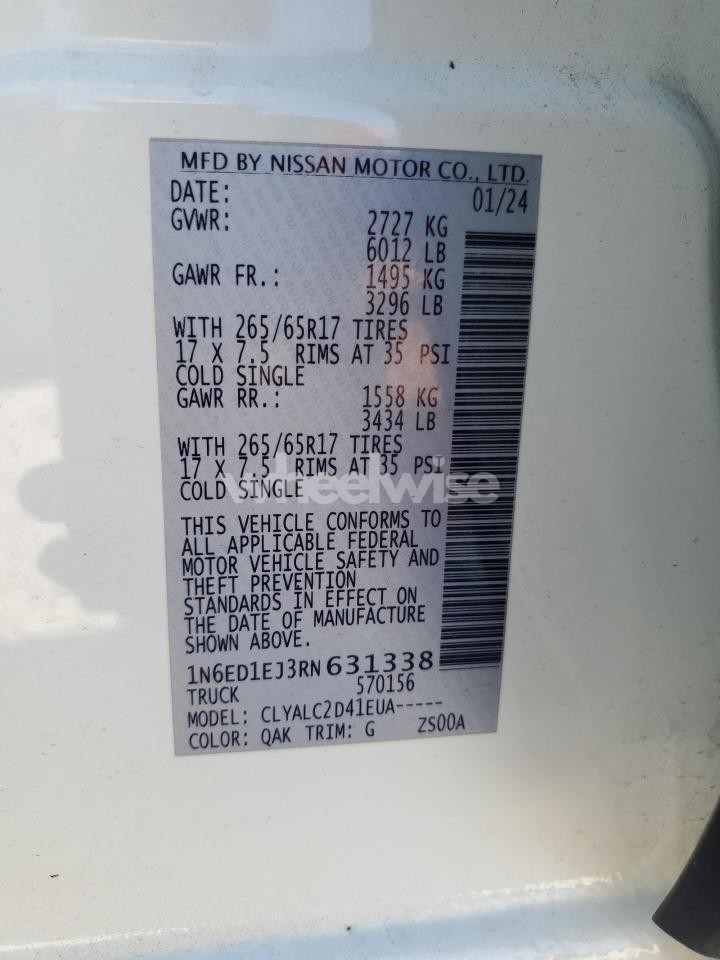 MFD BY NISSAN MOTOR CO., LTD.
DATE: 01/24
GVWR: 2727 KG
6012 LB
GAWR FR.: 1495 KG
3296 LB
WITH 265/65R17 TIRES
17 X 7.5 RIMS AT 35 PSI
COLD SINGLE
GAWR RR.: 1558 KG
3434 LB
WITH 265/65R17 TIRES
17 X 7.5 RIMS AT 35 PSI
COLD SINGLE
wheelwise
THIS VEHICLE CONFORMS TO
ALL APPLICABLE FEDERAL
MOTOR VEHICLE SAFETY AND
THEFT PREVENTION
STANDARDS IN EFFECT ON
THE DATE OF MANUFACTURE
SHOWN ABOVE.
1N6ED1EJ3RN631338
TRUCK 570156
MODEL: CLYALC2D41EUA-----
COLOR: QAK TRIM: G ZS00A